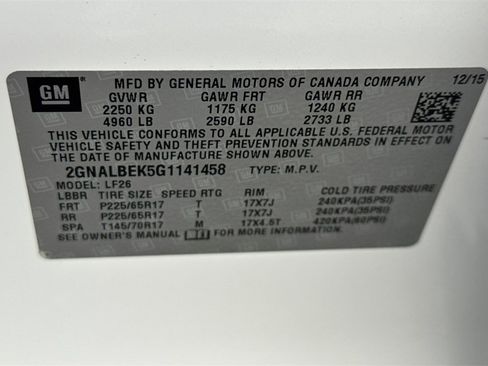 GM
MFD BY GENERAL MOTORS OF CANADA COMPANY 12/15
GVWR GAWR FRT GAWR RR
2250 KG 1175 KG 1240 KG
4960 LB 2590 LB 2733 LB
THIS VEHICLE CONFORMS TO ALL APPLICABLE U.S. FEDERAL MOTOR
VEHICLE SAFETY AND THEFT PREVENTION STANDARDS IN EFFECT ON
THE DATE OF MANUFACTURE SHOWN ABOVE.
2GNALBEK5G1141458 TYPE: M.P.V.
MODEL: LF26
LBBR TIRE SIZE SPEED RTG RIM COLD TIRE PRESSURE
FRT P225/65R17 T 17X7J 240KPA(35PSI)
RR P225/65R17 T 17X7J 240KPA(35PSI)
SPA T145/70R17 M 17X4.5T 420KPA(60PSI)
SEE OWNER'S MANUAL FOR MORE INFORMATION.